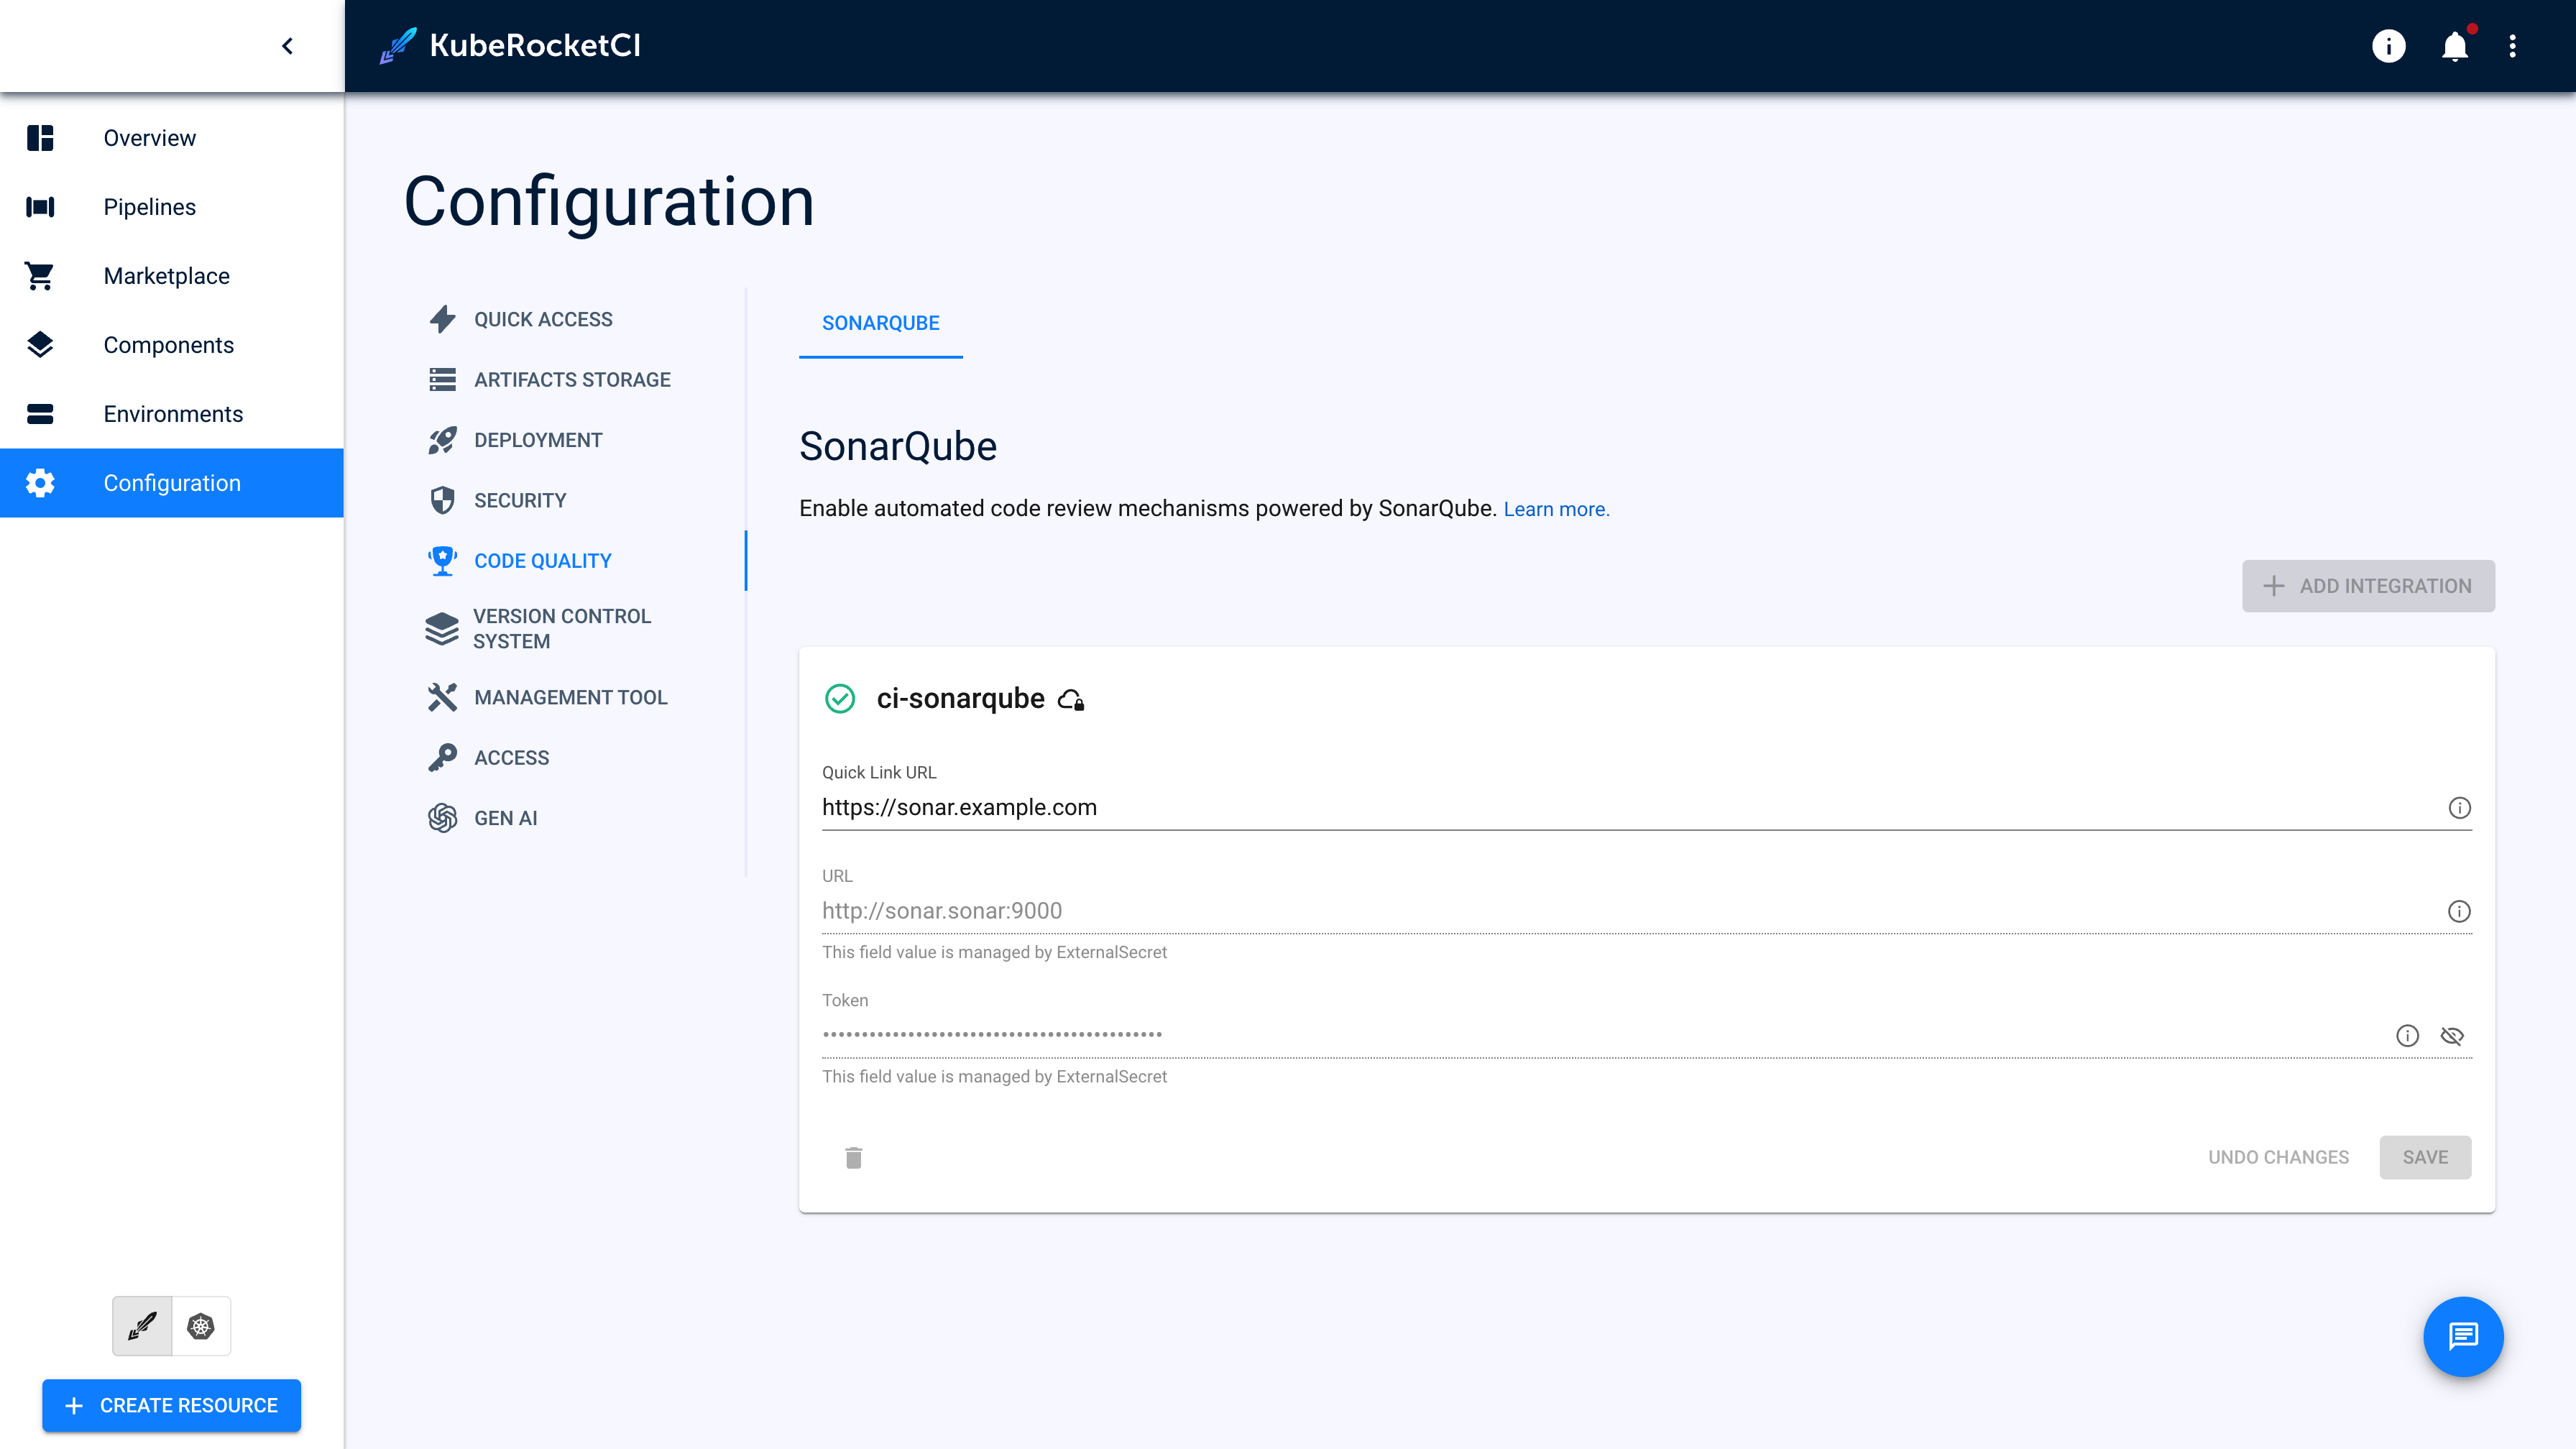 KubeRocketCI
Overview
Pipelines
Marketplace
Components
Environments
Configuration
CREATE RESOURCE
Configuration
QUICK ACCESS
ARTIFACTS STORAGE
DEPLOYMENT
SECURITY
CODE QUALITY
VERSION CONTROL
SYSTEM
MANAGEMENT TOOL
ACCESS
GEN AI
SONARQUBE
SonarQube
Enable automated code review mechanisms powered by SonarQube. Learn more.
ADD INTEGRATION
ci-sonarqube
Quick Link URL
https://sonar.example.com
URL
http://sonar.sonar:9000
This field value is managed by ExternalSecret
Token
••••••••••••••••••••••••••••••••••••••••••••
This field value is managed by ExternalSecret
UNDO CHANGES
SAVE